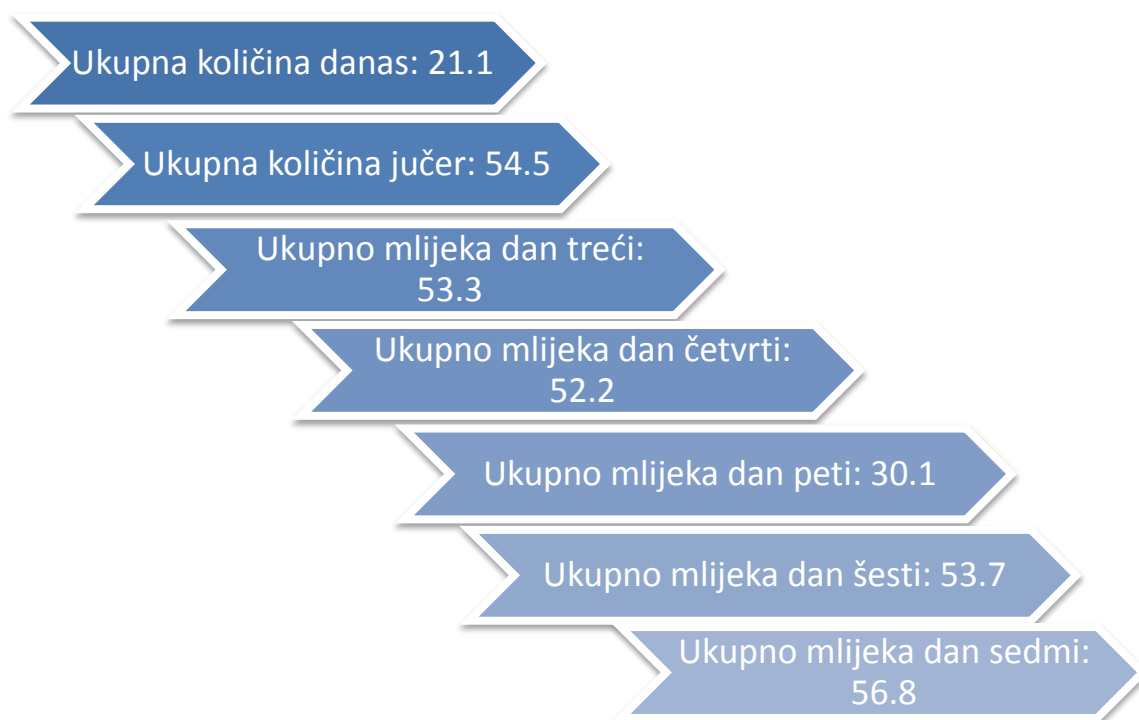 Ukupna količina danas: 21.1
Ukupna količina jučer: 54.5
Ukupno mlijeka dan treći:
53.3
Ukupno mlijeka dan četvrti:
52.2
Ukupno mlijeka dan peti: 30.1
Ukupno mlijeka dan šesti: 53.7
Ukupno mlijeka dan sedmi:
56.8